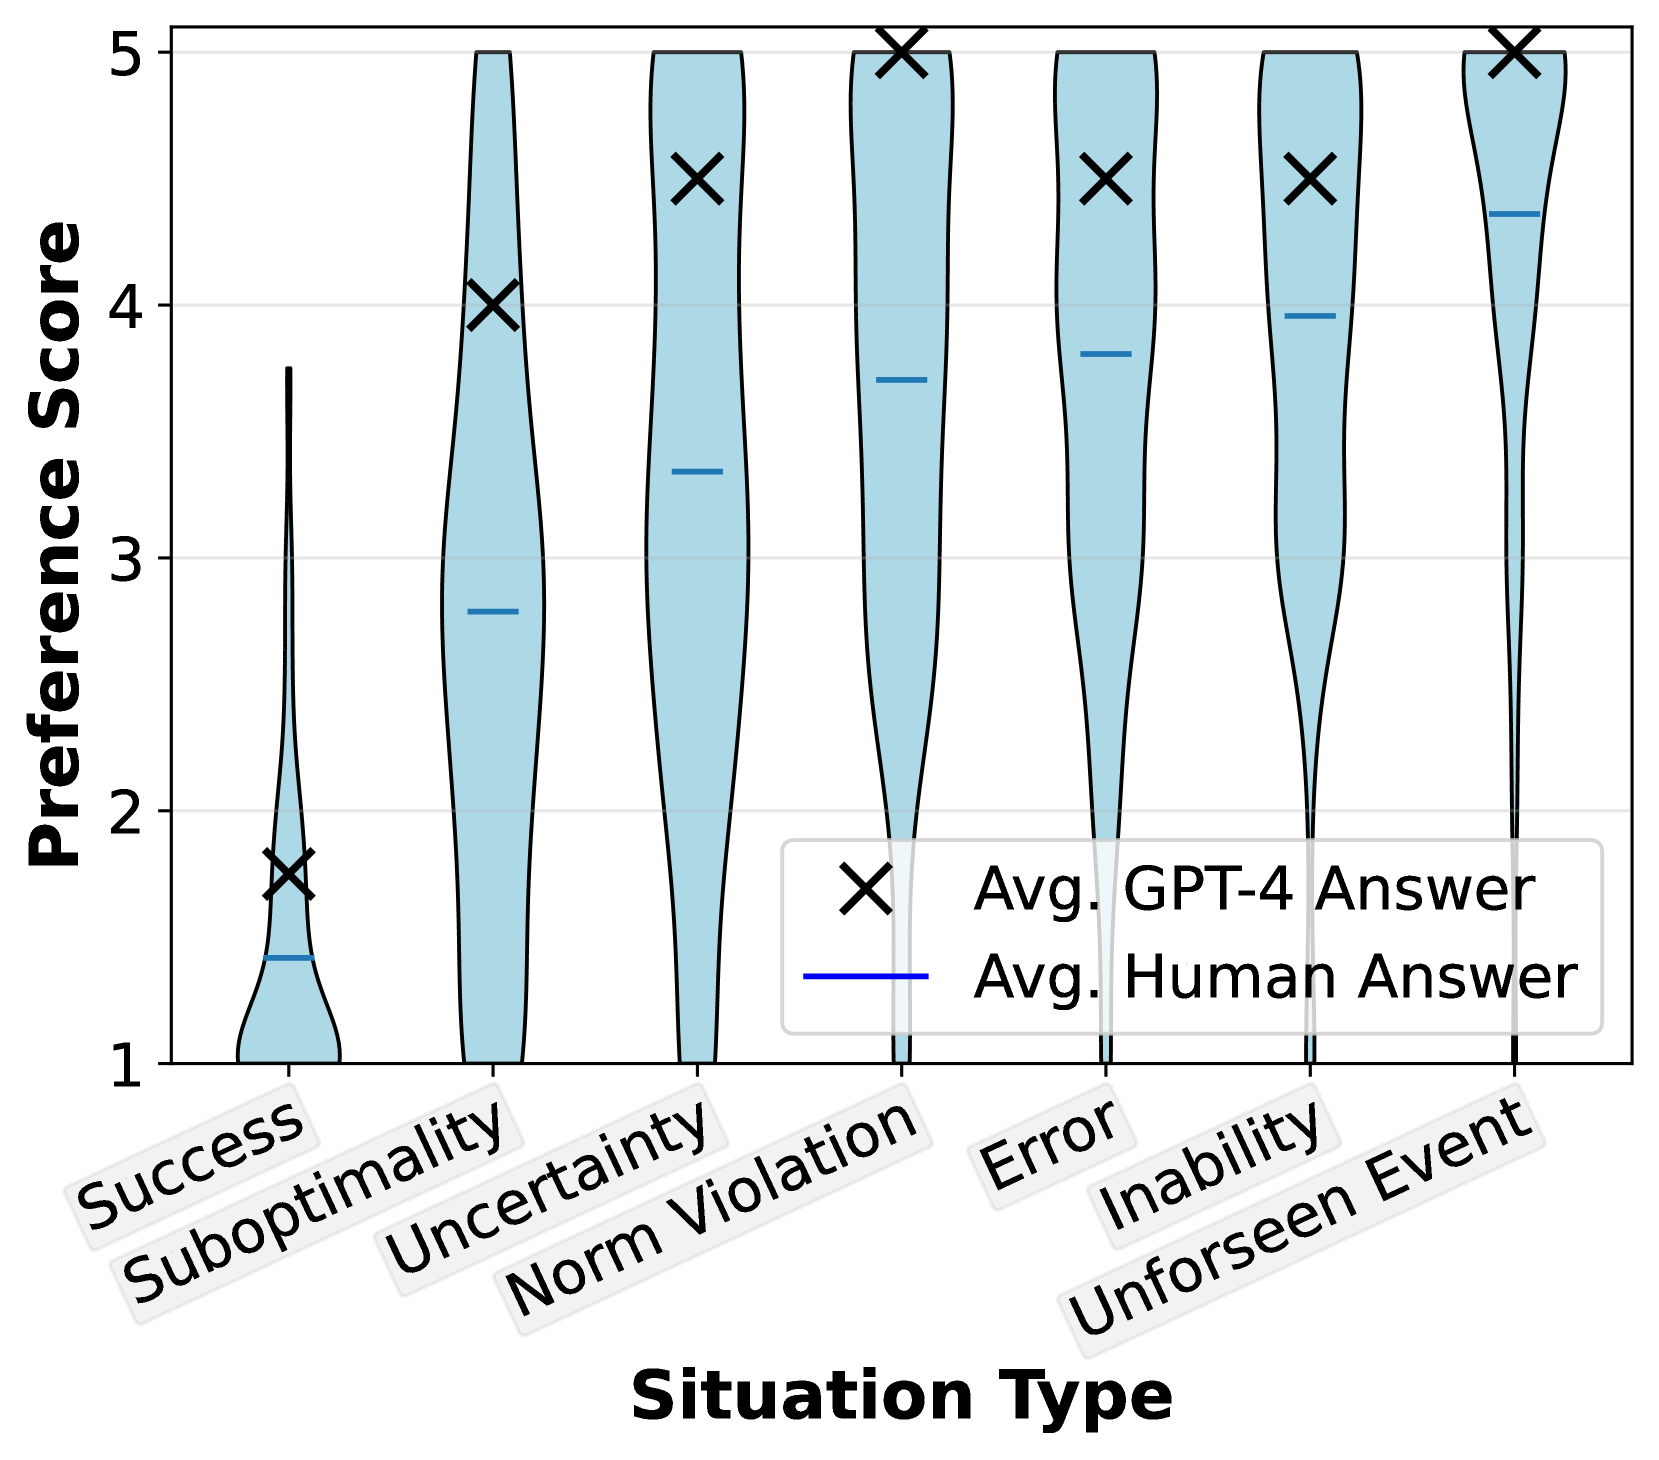 Preference Score
5
4
3
2
1
Avg. GPT-4 Answer
Avg. Human Answer
Success
Suboptimality
Uncertainty
Norm Violation
Error
Inability
Unforseen Event
Situation Type